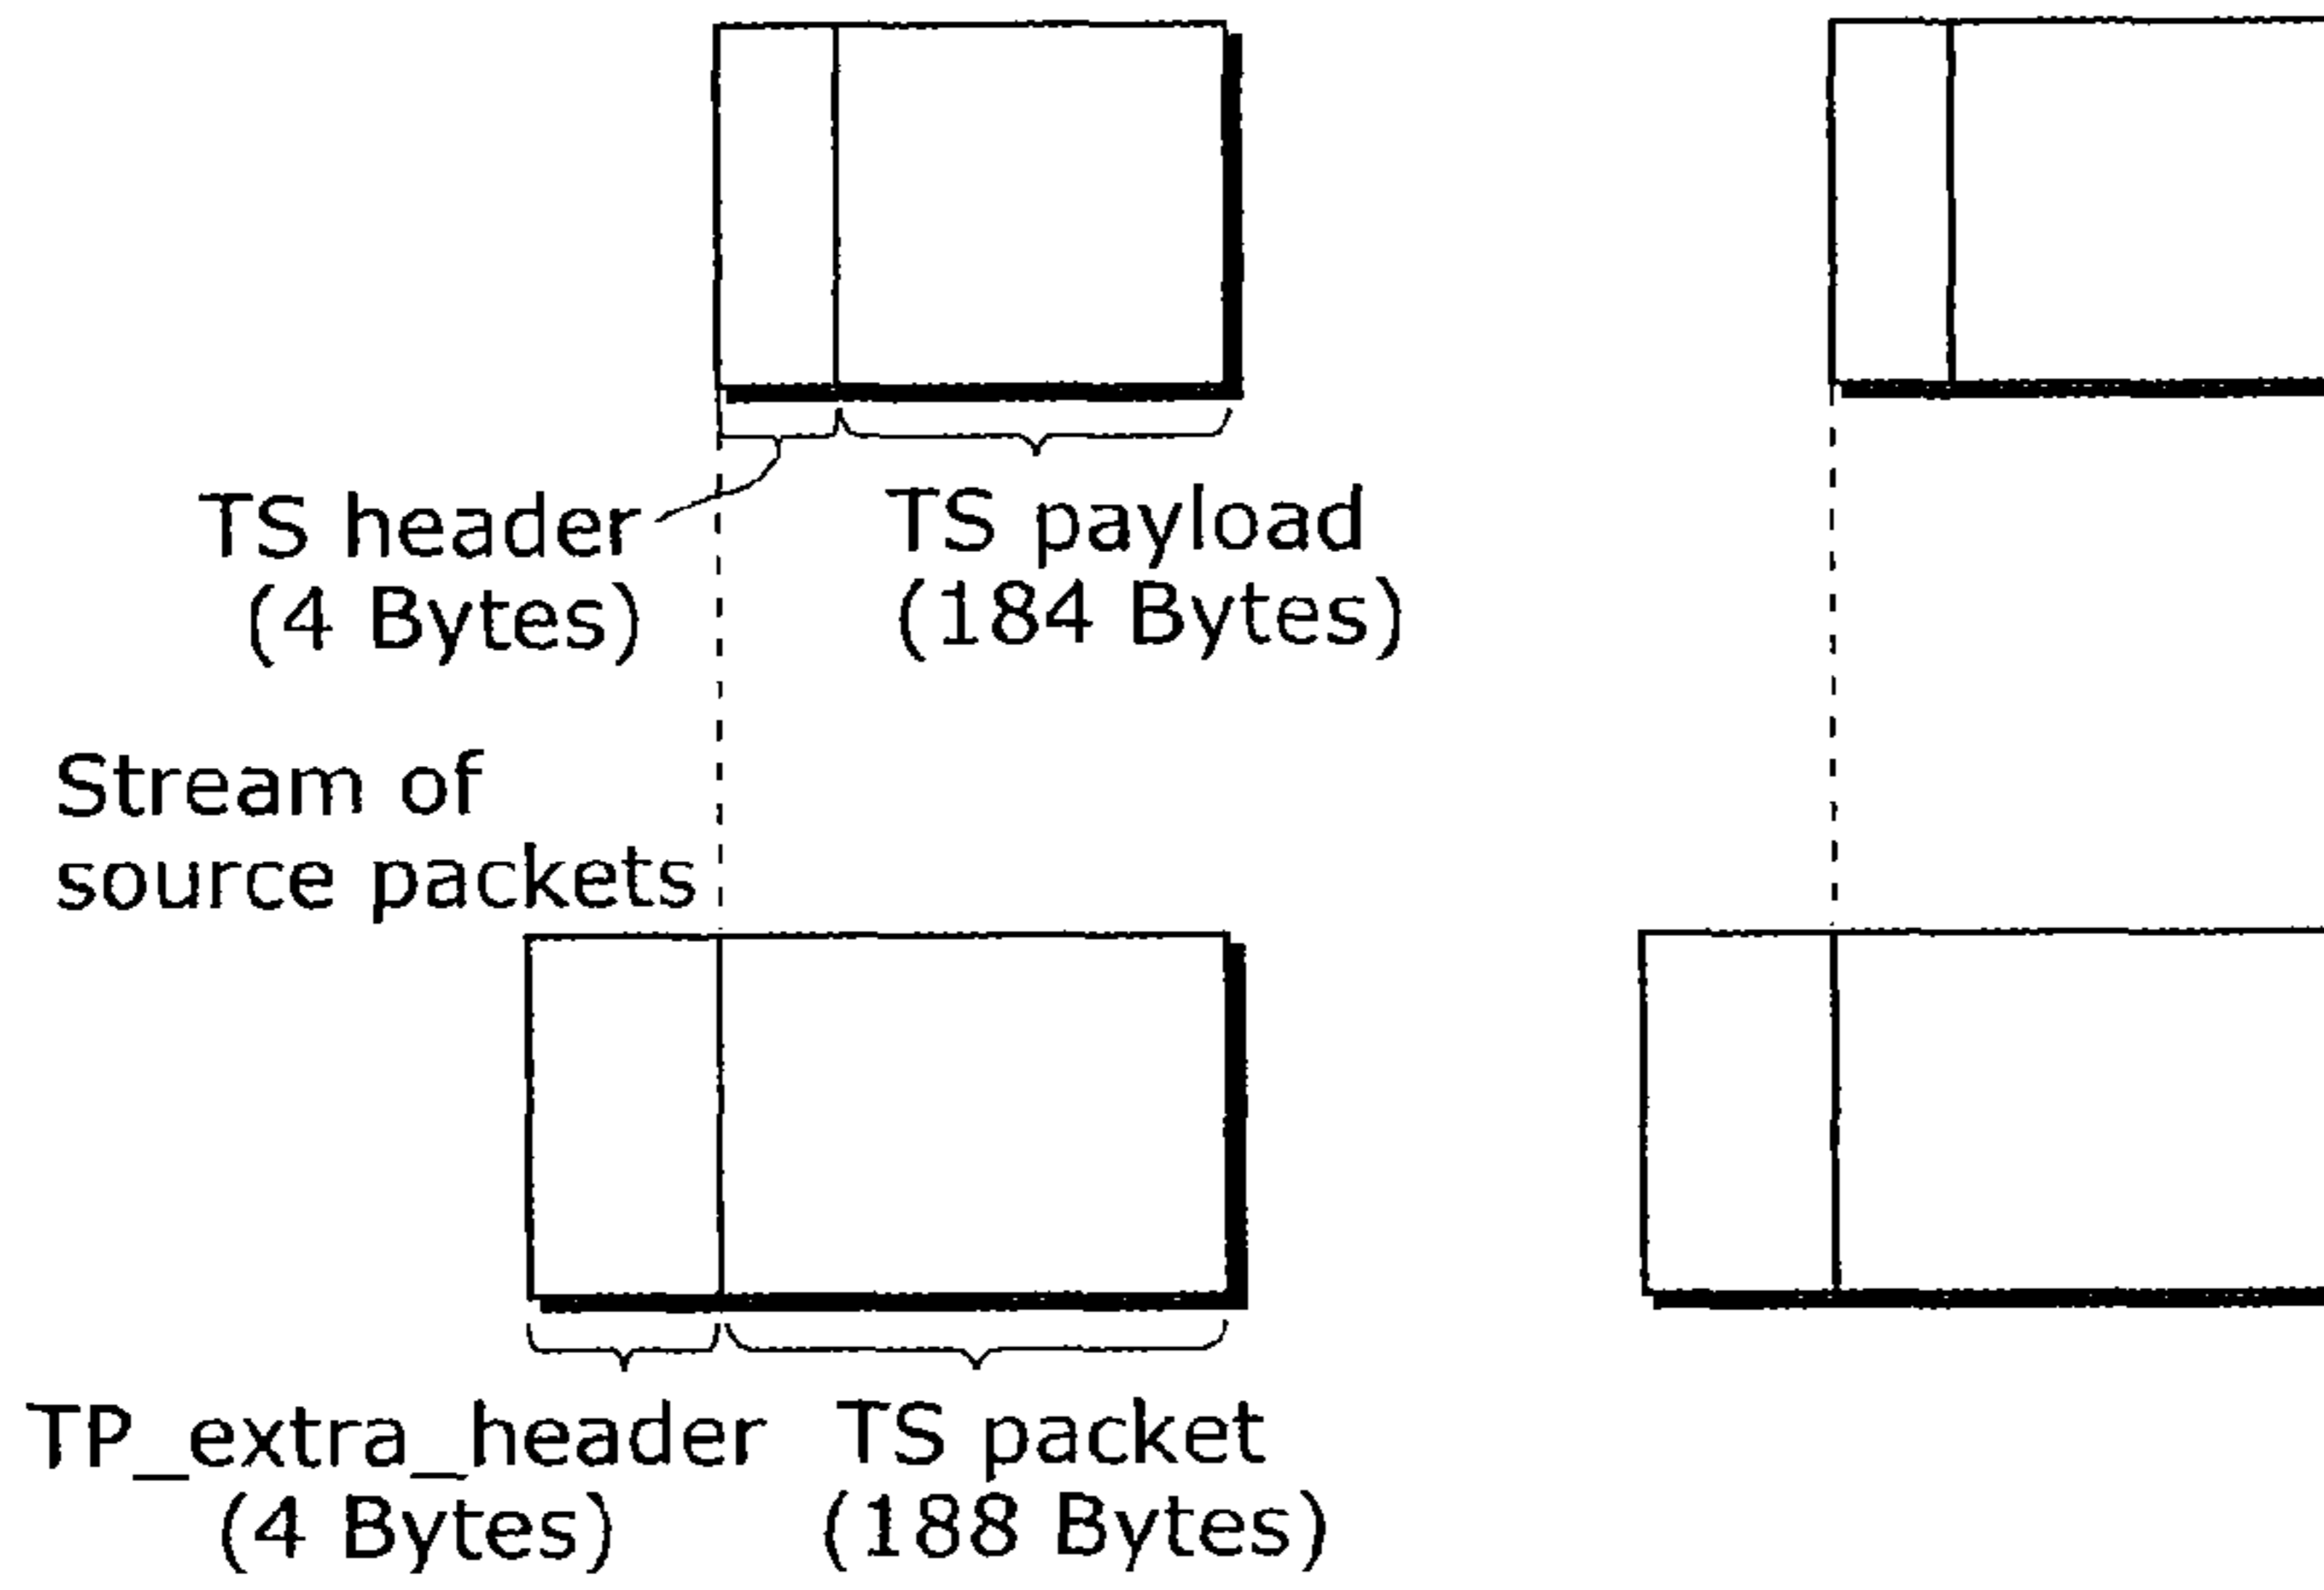 TS header
(4 Bytes)
TS payload
(184 Bytes)
Stream of
source packets
TP_extra_header
(4 Bytes)
TS packet
(188 Bytes)